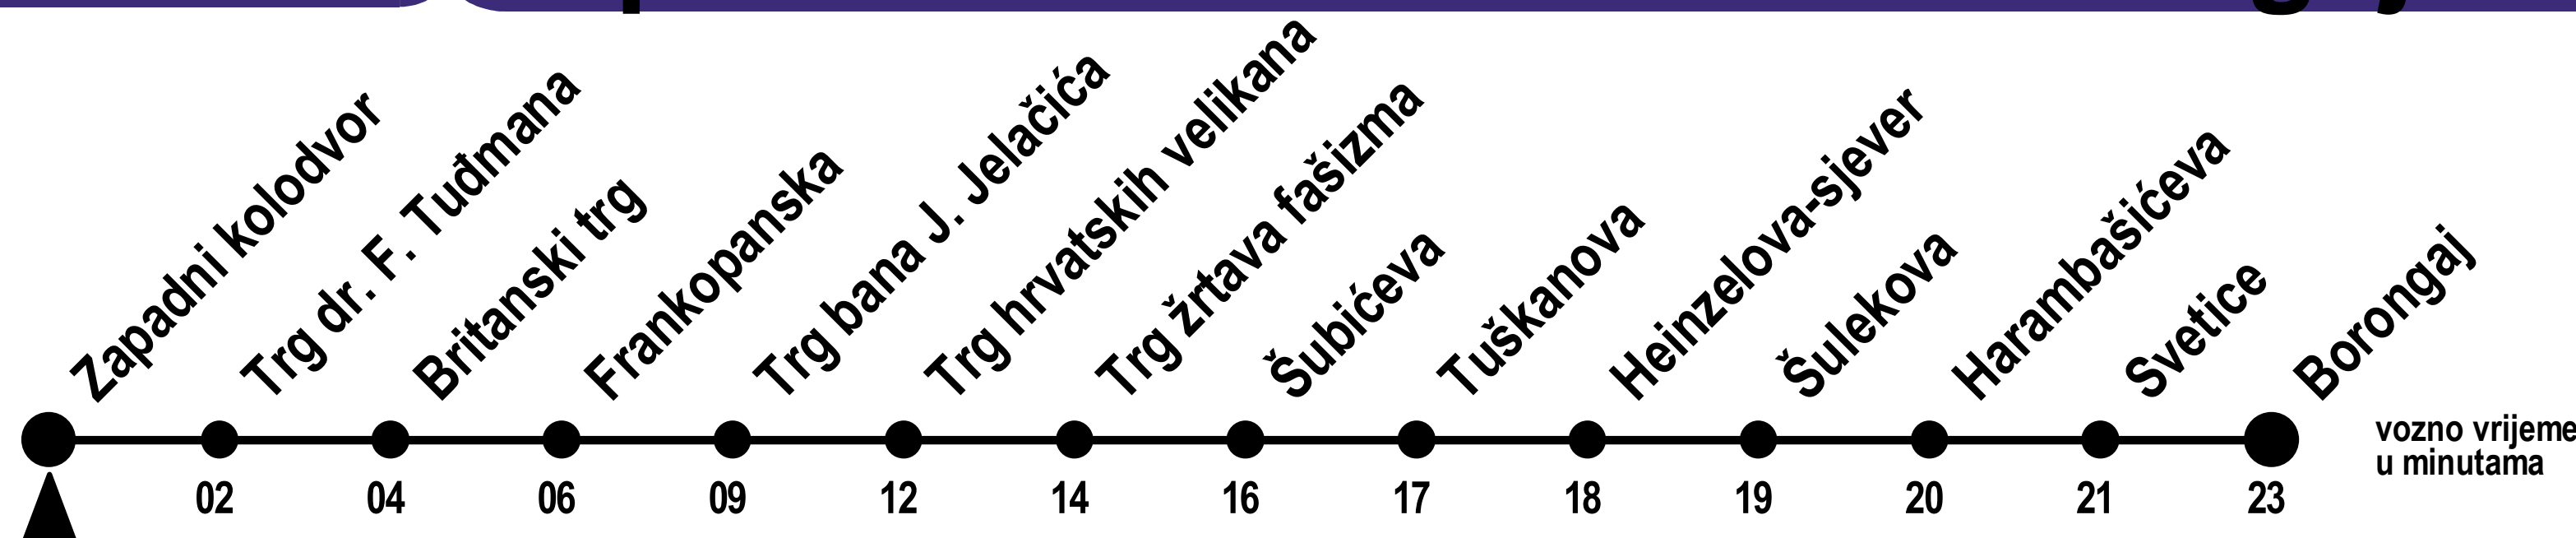 Zapadni kolodvor
Trg dr. F. Tuđmana
Britanski trg
Frankopanska
Trg bana J. Jelačića
Trg hrvatskih velikana
Trg žrtava fašizma
Šubićeva
Tuškanova
Heinzelova-sjever
Šulekova
Harambašićeva
Svetice
Borongaj
02 04 06 09 12 14 16 17 18 19 20 21 23
vozno vrijeme
u minutama